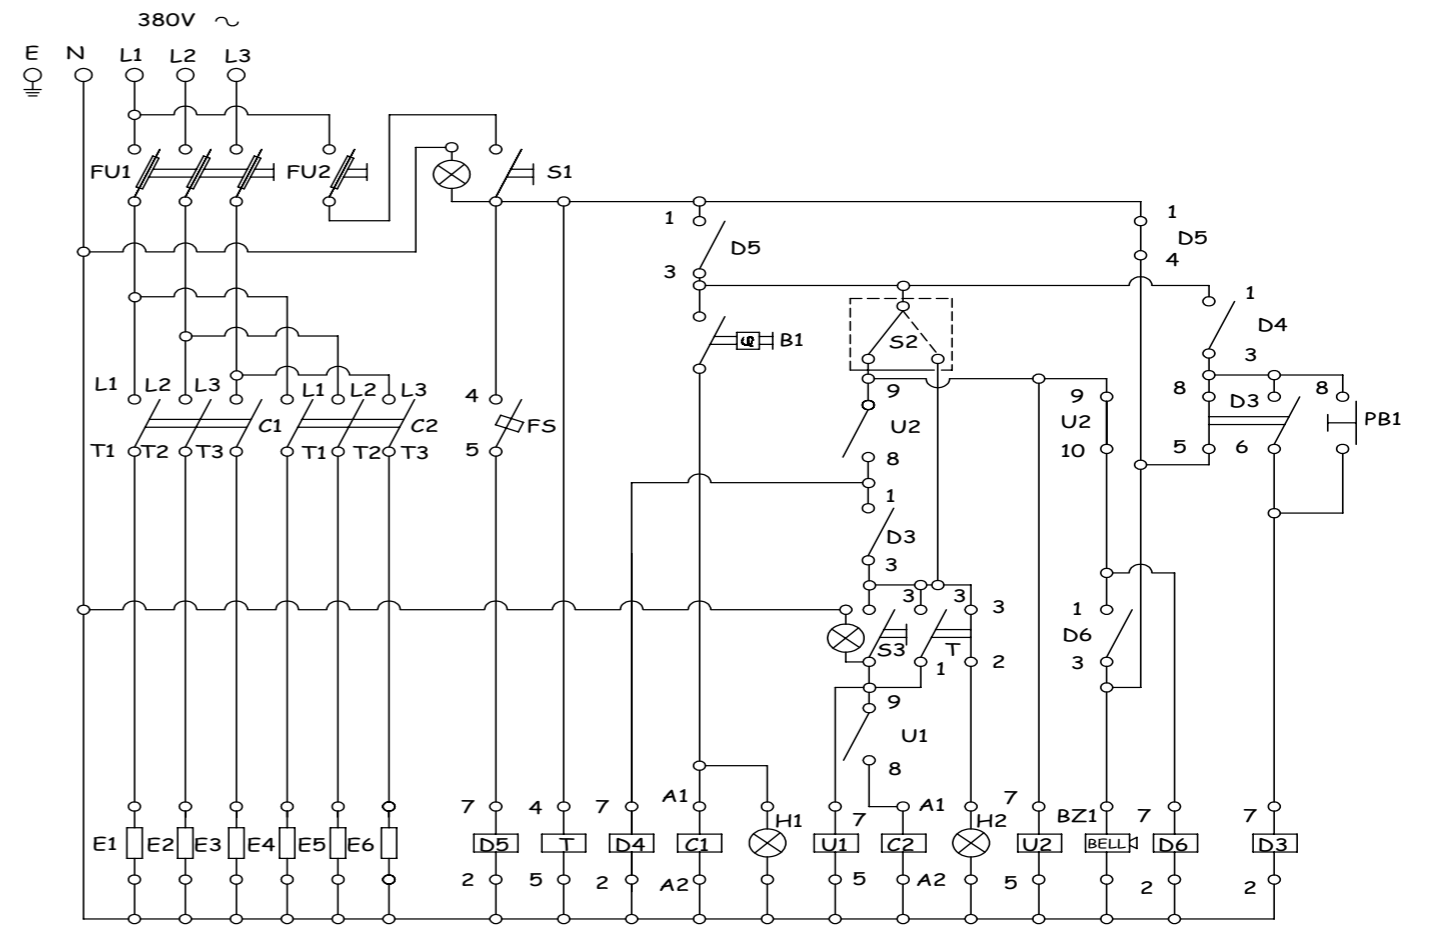 380V ~
E N L1 L2 L3
FU1 FU2 S1
1 1
D5 D5
3 4
1
D4
S2 B1
3
L1 L2 L3 L1 L2 L3
4 9 9 8 D3 8
C1 C2 FS U2 U2 PB1
T1 T2 T3 T1 T2 T3
5 8 10 5 6
1
D3
3
3 3 3 1
S3 T D6
1 2 3
9
U1
8
7 4 7 A1 7 A1 7 BZ1 7 7
H1 H2
E1 E2 E3 E4 E5 E6 D5 T D4 C1 U1 C2 U2 BELL D6 D3
2 5 2 A2 5 A2 5 2 2